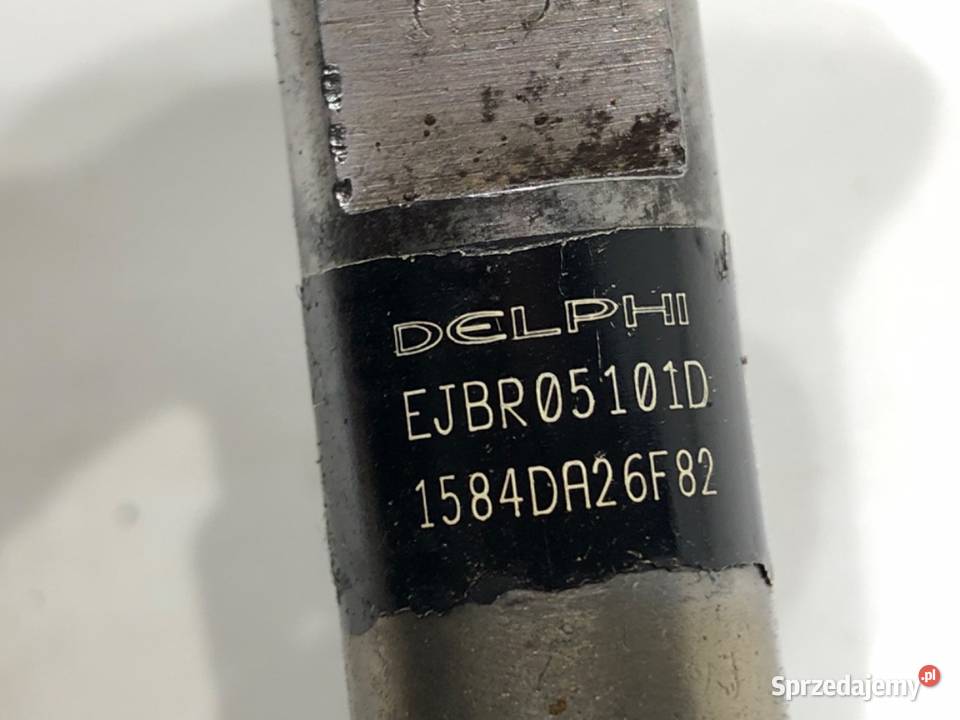 DELPHI
EJBR05101D
1584DA26F82
Sprzedajemy.pl